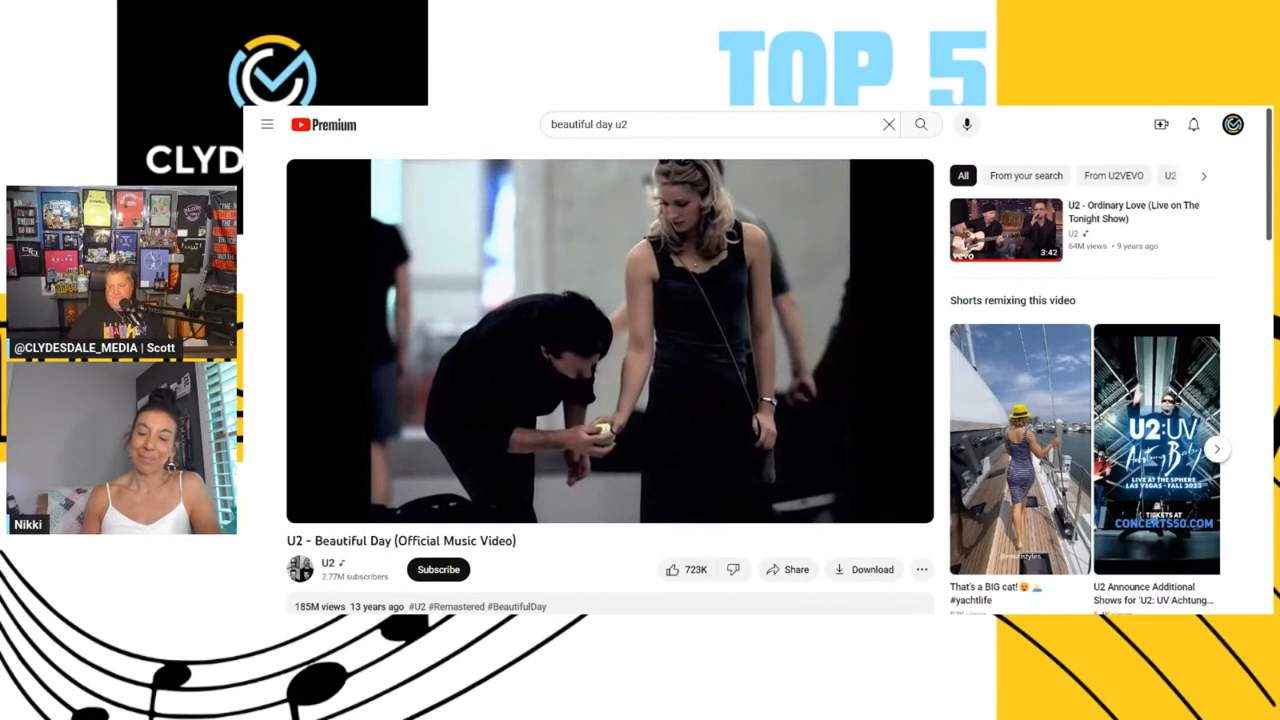 TOP 5
CLYD
Premium
beautiful day u2
All
From your search
From U2VEVO
U2
U2 - Ordinary Love (Live on The
Tonight Show)
U2
64M views • 9 years ago
3:42
vevo
Shorts remixing this video
@CLYDESDALE_MEDIA | Scott
Nikki
U2:UV
Achtung Baby
LIVE AT THE SPHERE
LAS VEGAS - FALL 2023
TICKETS AT
CONCERTS50.COM
U2 - Beautiful Day (Official Music Video)
U2
2.77M subscribers
Subscribe
723K
Share
Download
That's a BIG cat!
#yachtlife
U2 Announce Additional
Shows for 'U2: UV Achtung...
185M views 13 years ago #U2 #Remastered #BeautifulDay